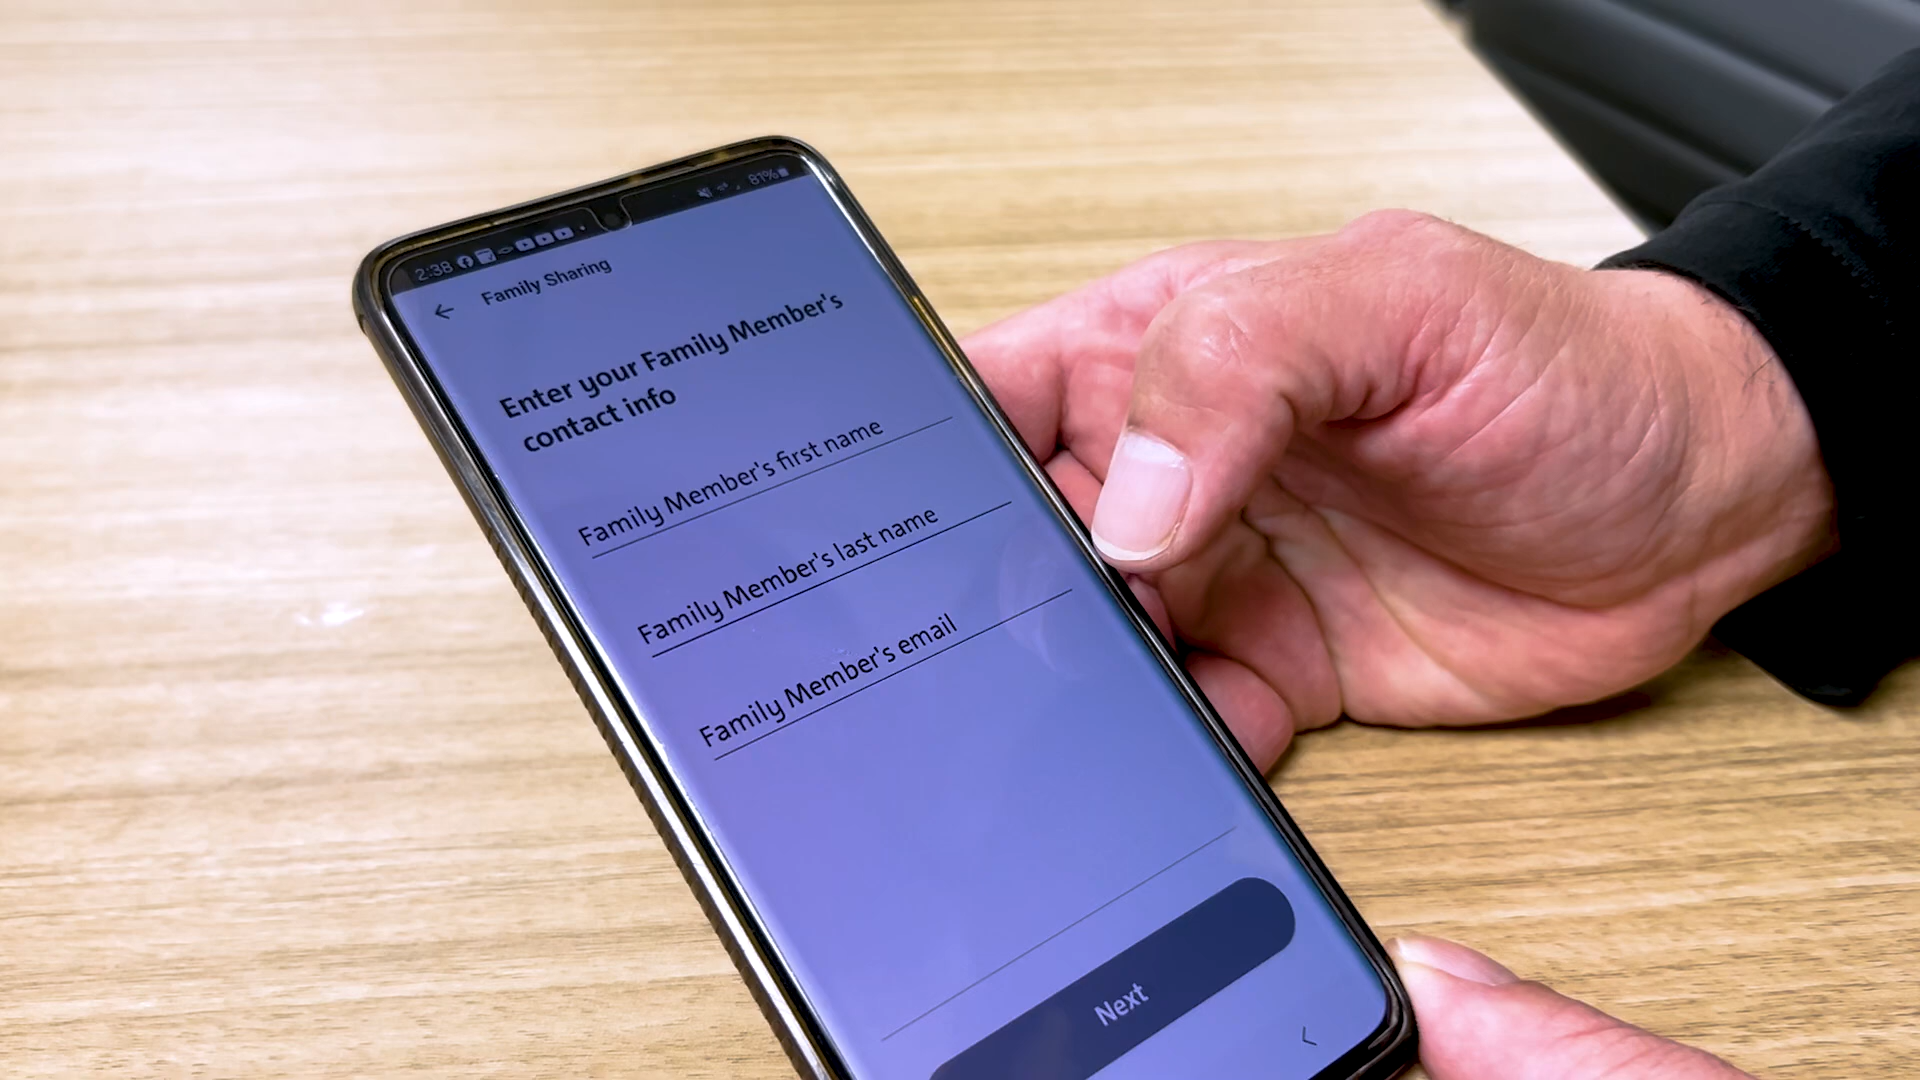 2:38 81%
Family Sharing
Enter your Family Member's
contact info
Family Member's first name
Family Member's last name
Family Member's email
Next